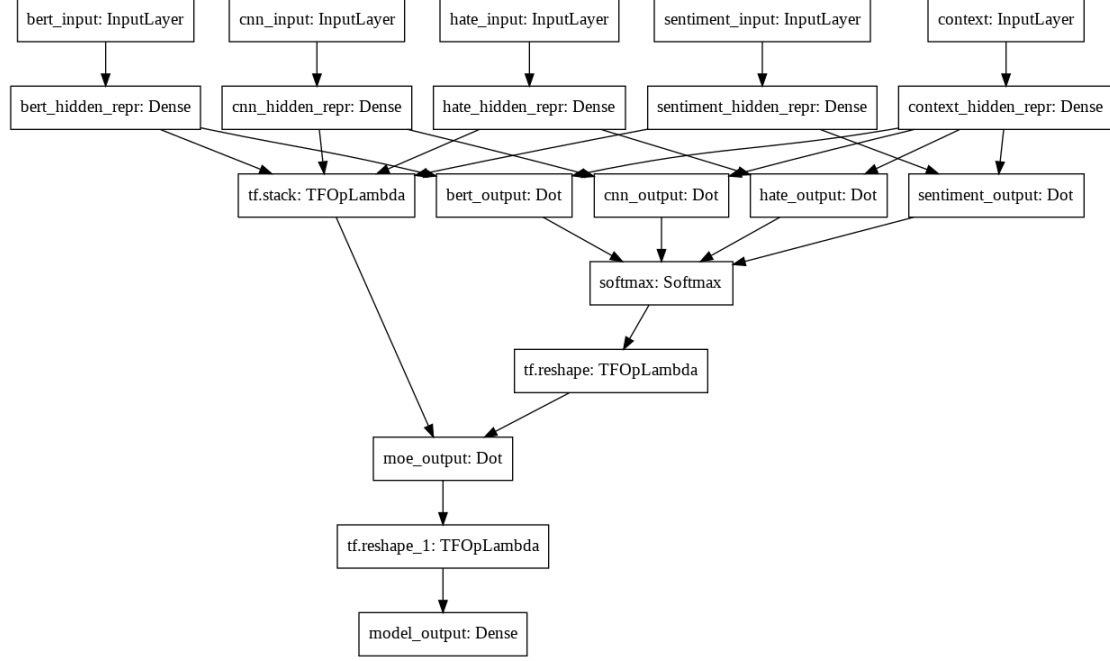 bert_input: InputLayer
cnn_input: InputLayer
hate_input: InputLayer
sentiment_input: InputLayer
context: InputLayer
bert_hidden_repr: Dense
cnn_hidden_repr: Dense
hate_hidden_repr: Dense
sentiment_hidden_repr: Dense
context_hidden_repr: Dense
tf.stack: TFOpLambda
bert_output: Dot
cnn_output: Dot
hate_output: Dot
sentiment_output: Dot
softmax: Softmax
tf.reshape: TFOpLambda
moe_output: Dot
tf.reshape_1: TFOpLambda
model_output: Dense